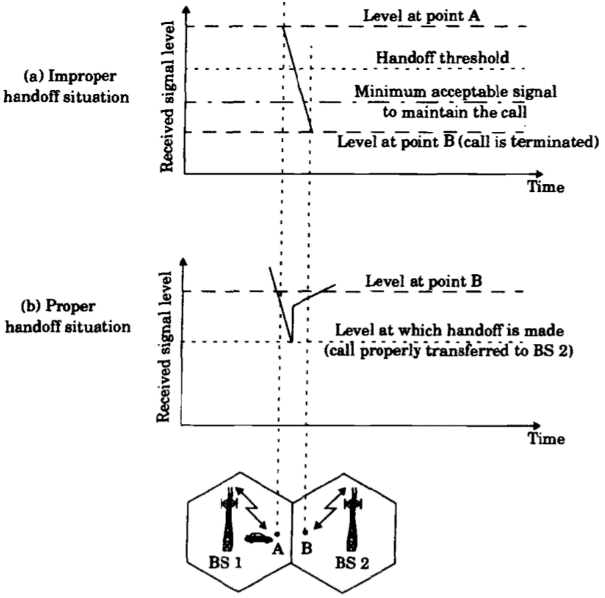 Level at point A
Handoff threshold
(a) Improper
handoff situation
Minimum acceptable signal
to maintain the call
Level at point B (call is terminated)
Received signal level
Time
Level at point B
(b) Proper
handoff situation
Level at which handoff is made
(call properly transferred to BS 2)
Received signal level
Time
A
B
BS 1
BS 2